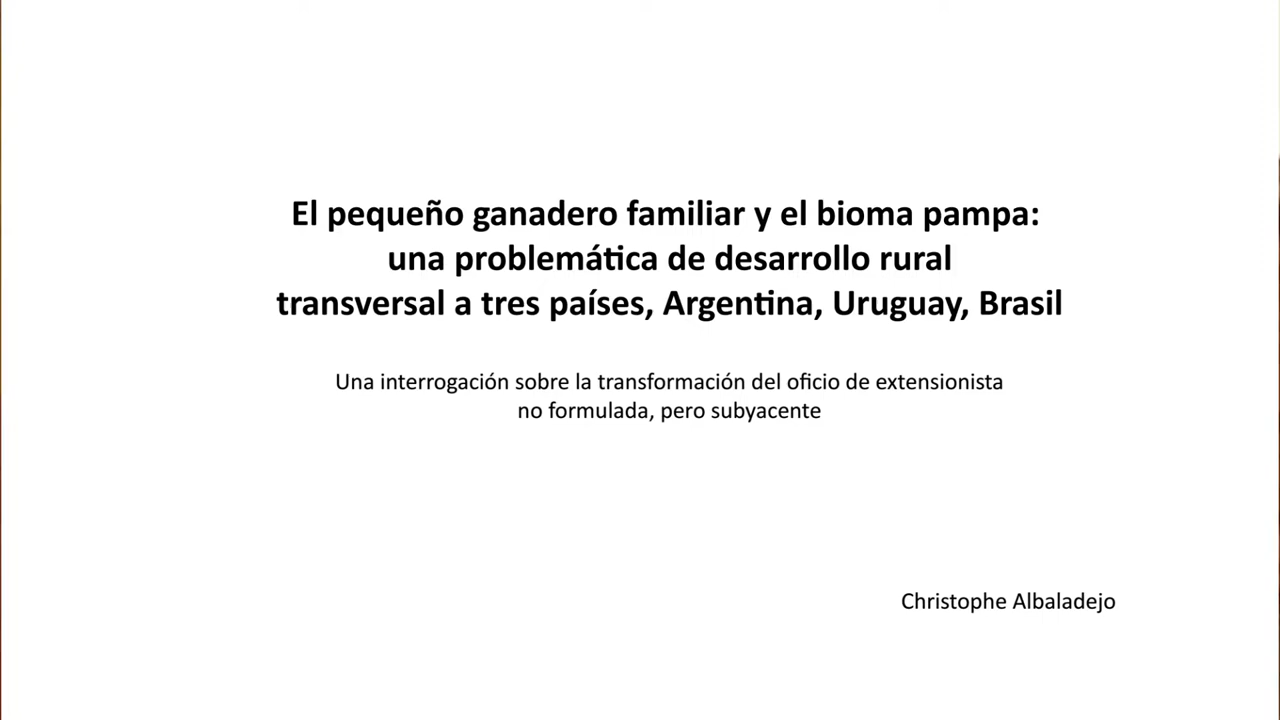 El pequeño ganadero familiar y el bioma pampa:
una problemática de desarrollo rural
transversal a tres países, Argentina, Uruguay, Brasil
Una interrogación sobre la transformación del oficio de extensionista
no formulada, pero subyacente
Christophe Albaladejo